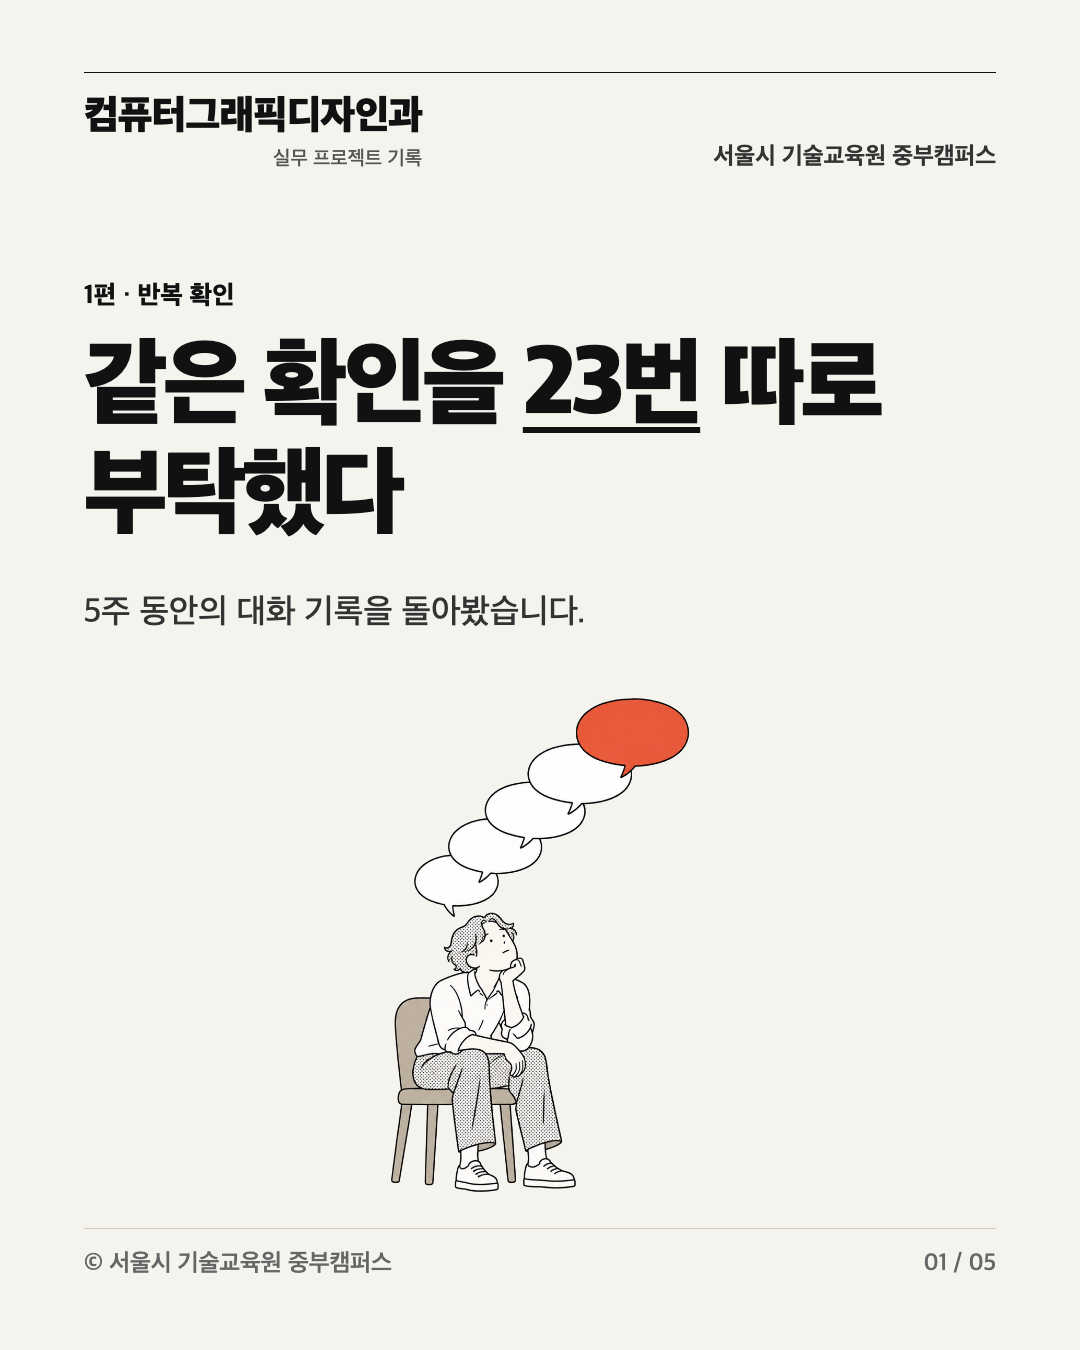 컴퓨터그래픽디자인과
실무 프로젝트 기록
서울시 기술교육원 중부캠퍼스
1편 · 반복 확인
같은 확인을 23번 따로
부탁했다
5주 동안의 대화 기록을 돌아봤습니다.
© 서울시 기술교육원 중부캠퍼스
01 / 05